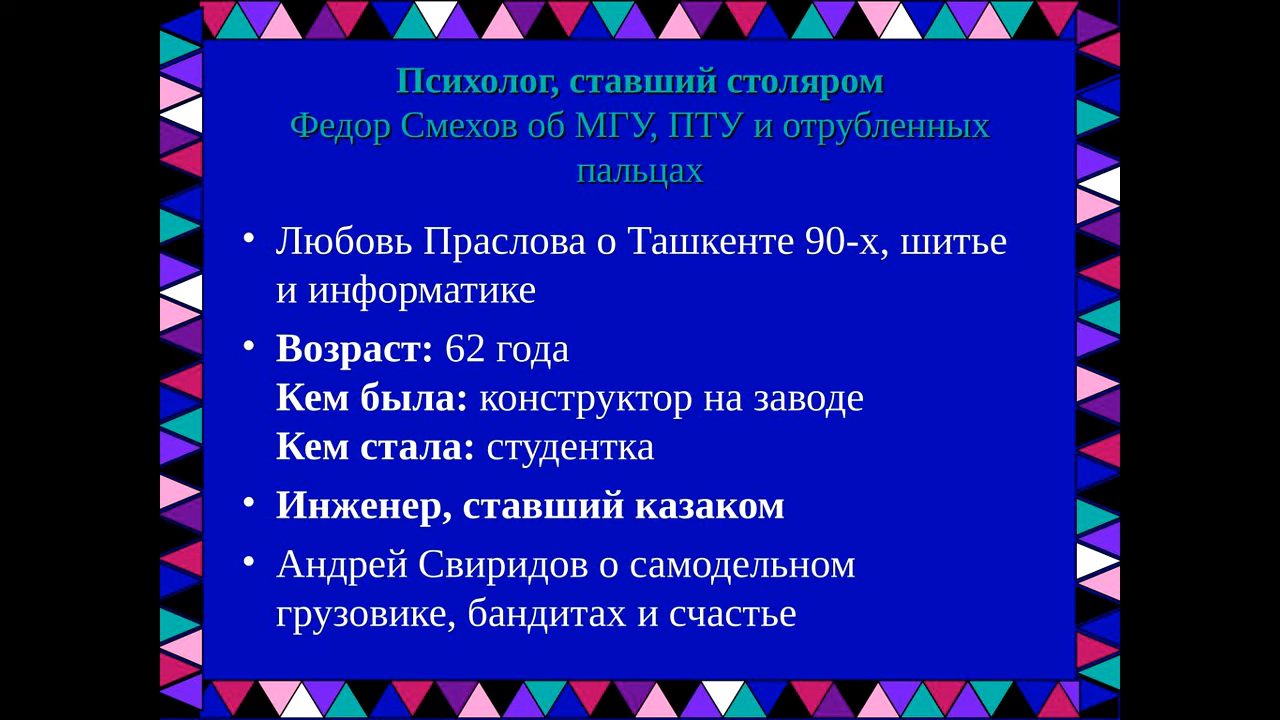 Психолог, ставший столяром
Федор Смехов об МГУ, ПТУ и отрубленных
пальцах
• Любовь Праслова о Ташкенте 90-х, шитье
и информатике
• Возраст: 62 года
Кем была: конструктор на заводе
Кем стала: студентка
• Инженер, ставший казаком
• Андрей Свиридов о самодельном
грузовике, бандитах и счастье